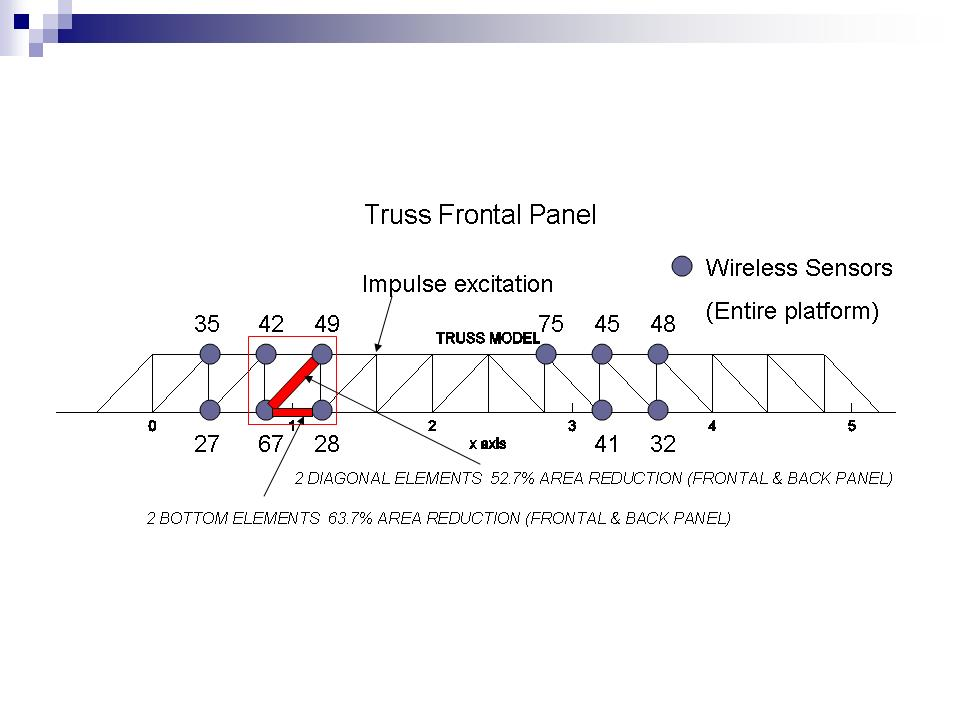 Truss Frontal Panel
Wireless Sensors
(Entire platform)
Impulse excitation
35 42 49 75 45 48
TRUSS MODEL
0 1 2 3 4 5
27 67 28 x axis 41 32
2 DIAGONAL ELEMENTS 52.7% AREA REDUCTION (FRONTAL & BACK PANEL)
2 BOTTOM ELEMENTS 63.7% AREA REDUCTION (FRONTAL & BACK PANEL)